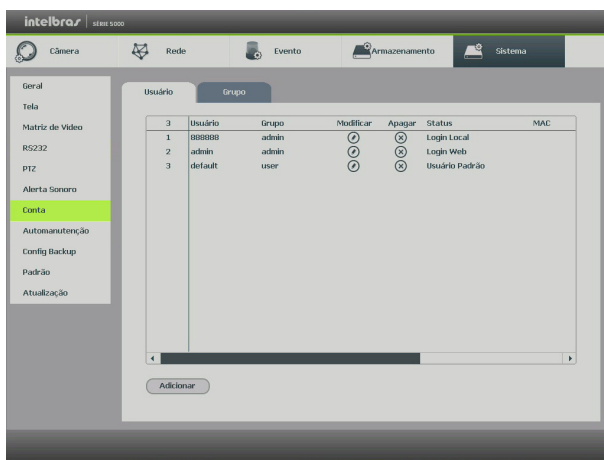 intelbras SÉRIE 5000
Câmera Rede Evento Armazenamento Sistema
Geral
Tela
Matriz de Video
RS232
PTZ
Alerta Sonoro
Conta
Automanutenção
Config Backup
Padrão
Atualização
Usuário Grupo
3 Usuário Grupo Modificar Apagar Status MAC
1 888888 admin Login Local
2 admin admin Login Web
3 default user Usuário Padrão
Adicionar